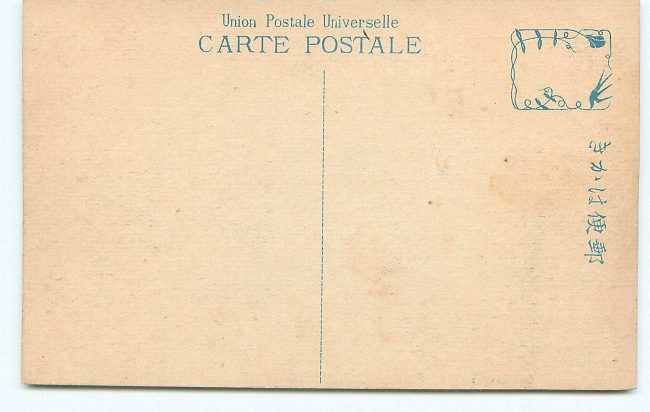 Union Postale Universelle
CARTE POSTALE
郵便はかき